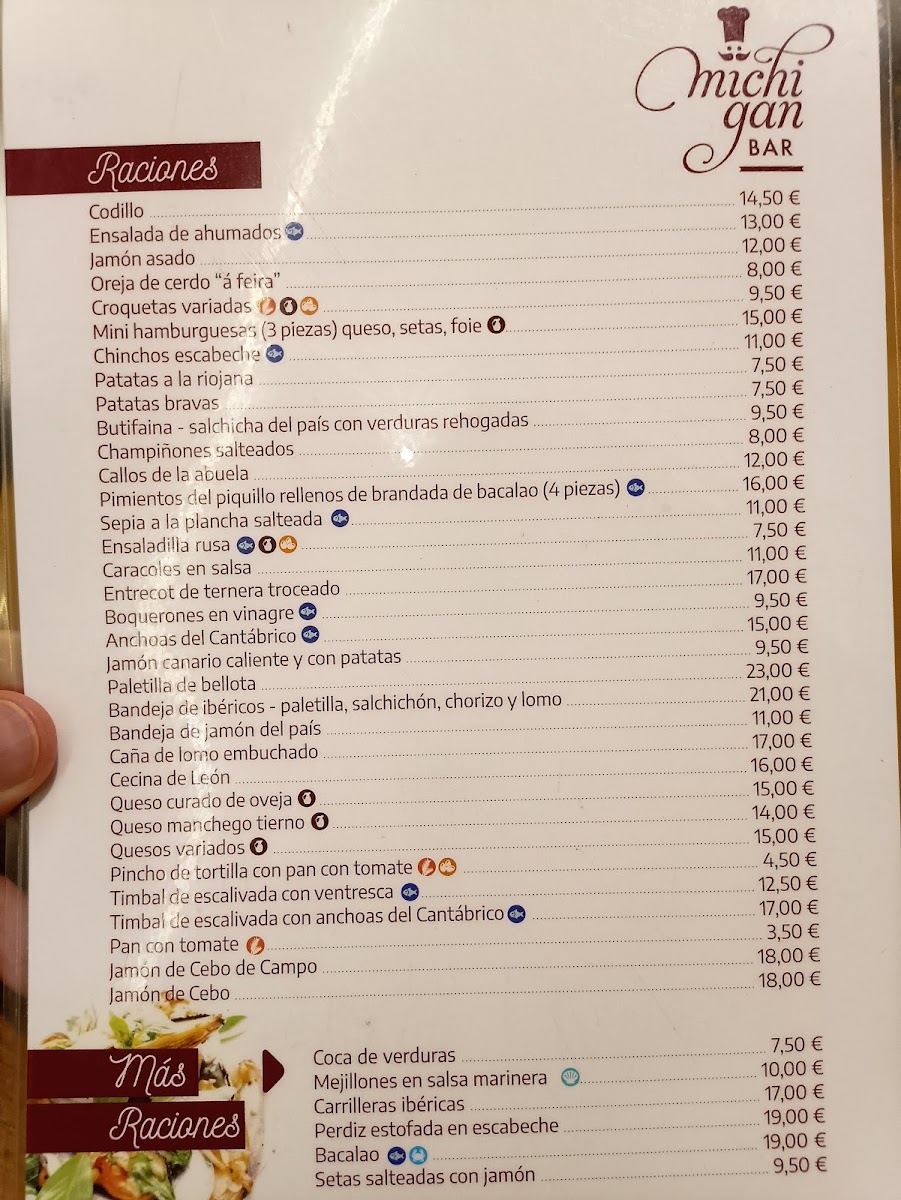 michi
gan
BAR
Raciones
Codillo 14,50 €
Ensalada de ahumados 13,00 €
Jamón asado 12,00 €
Oreja de cerdo “á feira” 8,00 €
Croquetas variadas 9,50 €
Mini hamburguesas (3 piezas) queso, setas, foie 15,00 €
Chinchos escabeche 11,00 €
Patatas a la riojana 7,50 €
Patatas bravas 7,50 €
Butifaina - salchicha del país con verduras rehogadas 9,50 €
Champiñones salteados 8,00 €
Callos de la abuela 12,00 €
Pimientos del piquillo rellenos de brandada de bacalao (4 piezas) 16,00 €
Sepia a la plancha salteada 11,00 €
Ensaladilla rusa 7,50 €
Caracoles en salsa 11,00 €
Entrecot de ternera troceado 17,00 €
Boquerones en vinagre 9,50 €
Anchoas del Cantábrico 15,00 €
Jamón canario caliente y con patatas 9,50 €
Paletilla de bellota 23,00 €
Bandeja de ibéricos - paletilla, salchichón, chorizo y lomo 21,00 €
Bandeja de jamón del país 11,00 €
Caña de lomo embuchado 17,00 €
Cecina de León 16,00 €
Queso curado de oveja 15,00 €
Queso manchego tierno 14,00 €
Quesos variados 15,00 €
Pincho de tortilla con pan con tomate 4,50 €
Timbal de escalivada con ventresca 12,50 €
Timbal de escalivada con anchoas del Cantábrico 17,00 €
Pan con tomate 3,50 €
Jamón de Cebo de Campo 18,00 €
Jamón de Cebo 18,00 €
Más
Raciones
Coca de verduras 7,50 €
Mejillones en salsa marinera 10,00 €
Carrilleras ibéricas 17,00 €
Perdiz estofada en escabeche 19,00 €
Bacalao 19,00 €
Setas salteadas con jamón 9,50 €